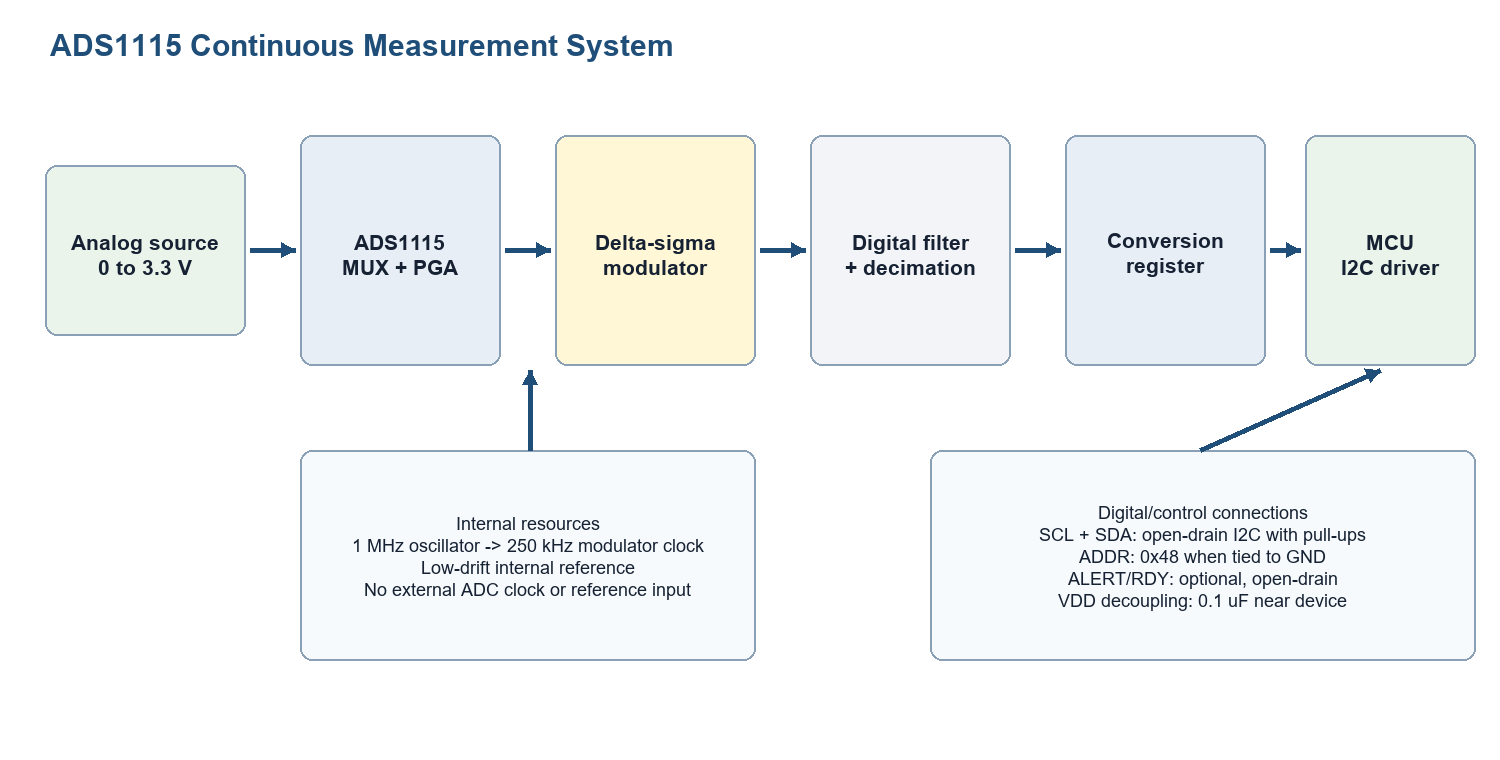 ADS1115 Continuous Measurement System
Analog source
0 to 3.3 V
ADS1115
MUX + PGA
Delta-sigma
modulator
Digital filter
+ decimation
Conversion
register
MCU
I2C driver
Internal resources
1 MHz oscillator -> 250 kHz modulator clock
Low-drift internal reference
No external ADC clock or reference input
Digital/control connections
SCL + SDA: open-drain I2C with pull-ups
ADDR: 0x48 when tied to GND
ALERT/RDY: optional, open-drain
VDD decoupling: 0.1 uF near device